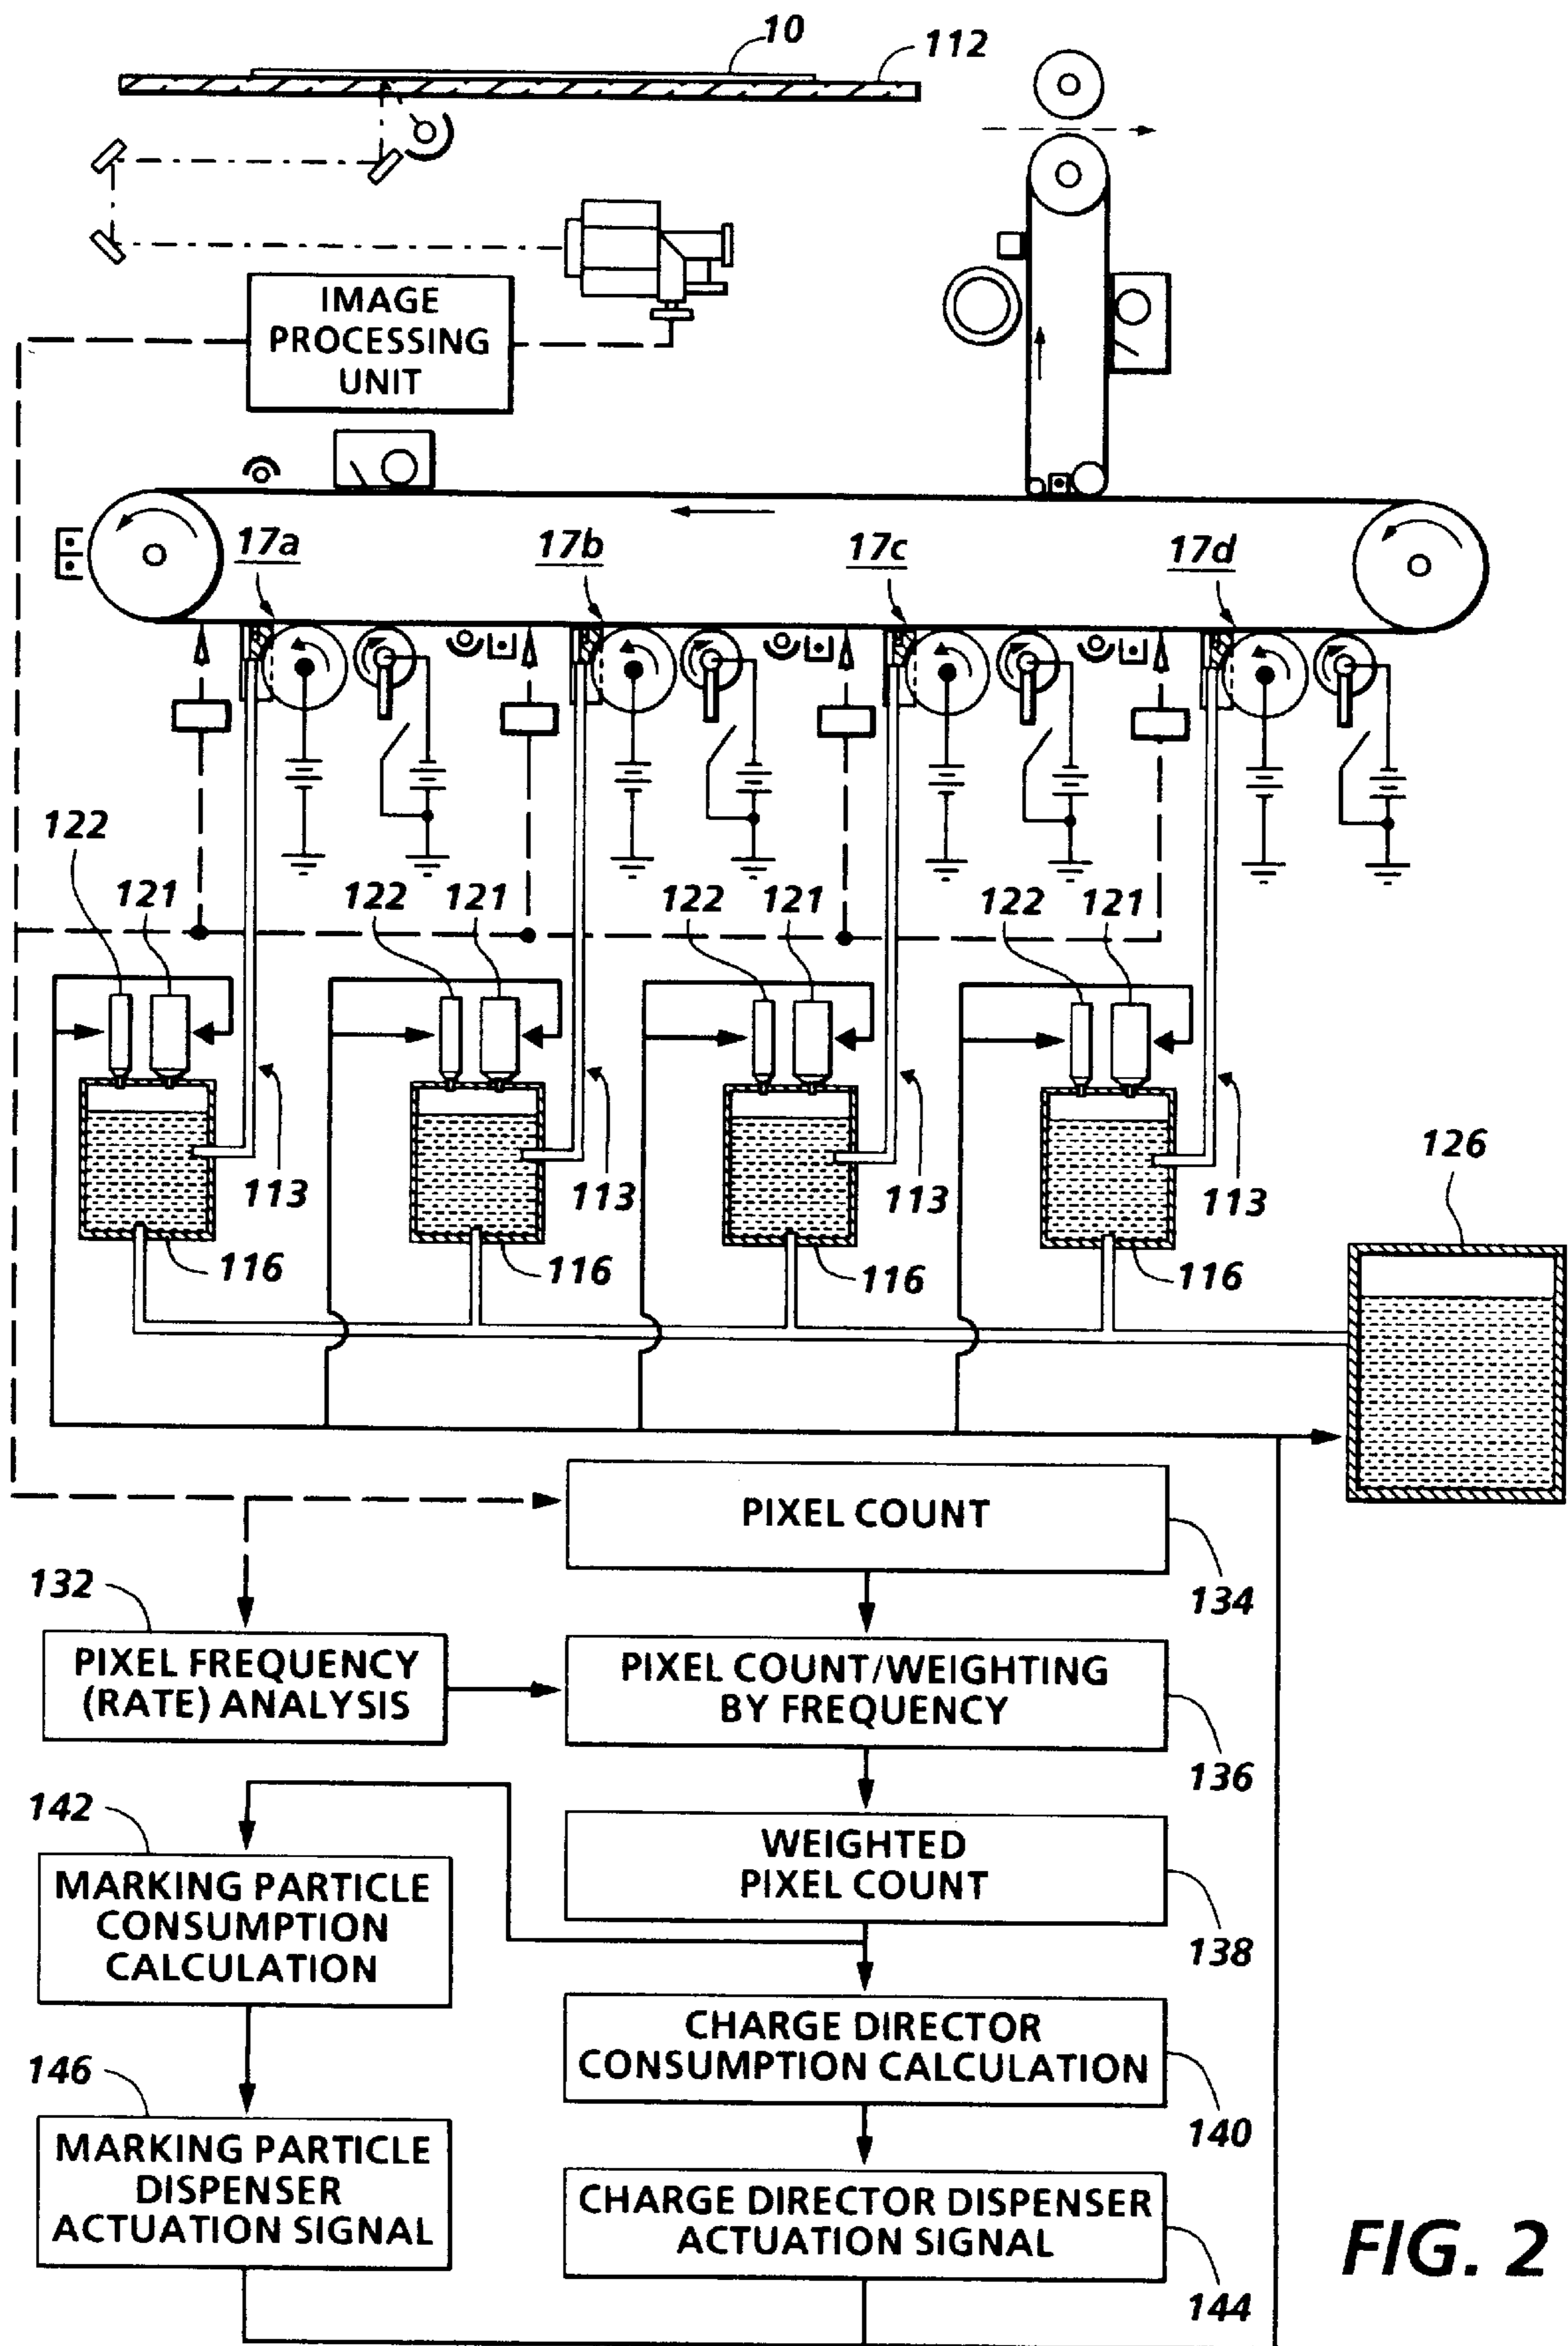 10
112
IMAGE
PROCESSING
UNIT
17a
17b
17c
17d
122
121
122
121
122
121
122
121
113
113
113
113
126
116
116
116
116
PIXEL COUNT
132
134
PIXEL FREQUENCY
(RATE) ANALYSIS
PIXEL COUNT/WEIGHTING
BY FREQUENCY
136
142
WEIGHTED
PIXEL COUNT
MARKING PARTICLE
CONSUMPTION
CALCULATION
138
CHARGE DIRECTOR
CONSUMPTION CALCULATION
146
140
MARKING PARTICLE
DISPENSER
ACTUATION SIGNAL
CHARGE DIRECTOR DISPENSER
ACTUATION SIGNAL
144
FIG. 2